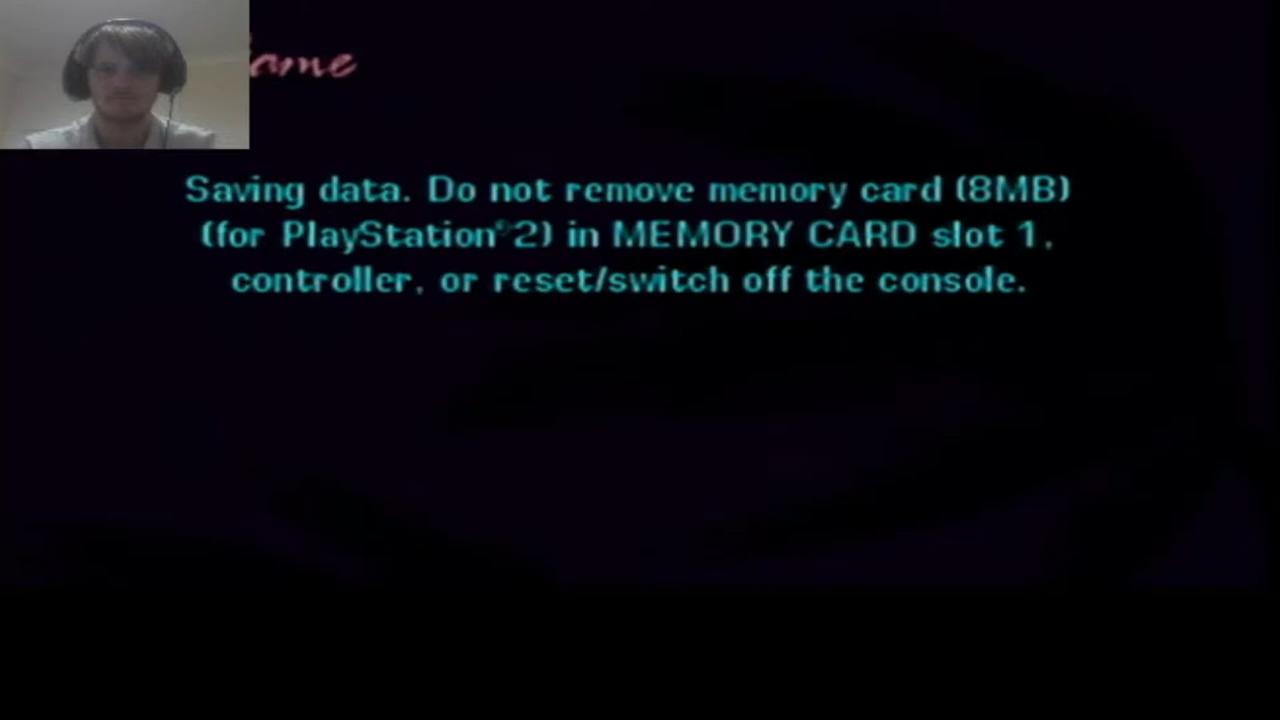 ame
Saving data. Do not remove memory card (8MB)
(for PlayStation®2) in MEMORY CARD slot 1,
controller, or reset/switch off the console.